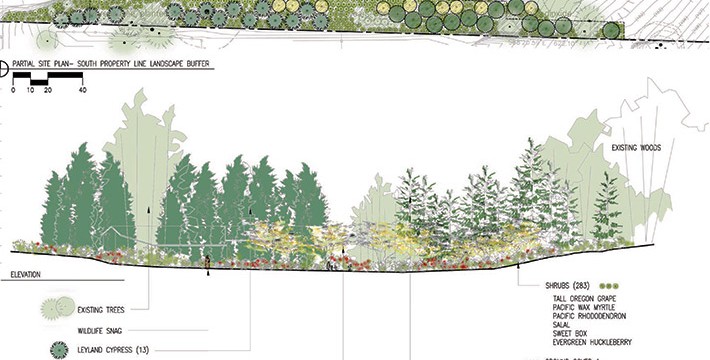 PARTIAL SITE PLAN- SOUTH PROPERTY LINE LANDSCAPE BUFFER
0 10 20 40
EXISTING WOODS
ELEVATION
EXISTING TREES
WILDLIFE SNAG
LEYLAND CYPRESS (13)
SHRUBS (283)
TALL OREGON GRAPE
PACIFIC WAX MYRTLE
PACIFIC RHODODENDRON
SALAL
SWEET BOX
EVERGREEN HUCKLEBERRY